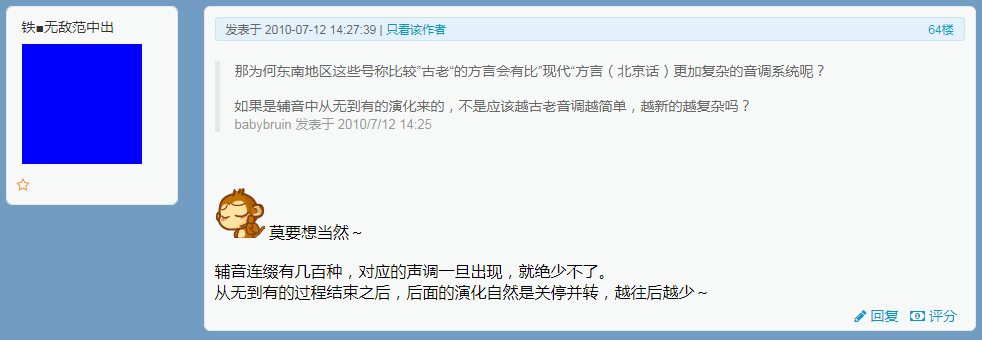 铁■无敌范中出
发表于 2010-07-12 14:27:39 | 只看该作者
64楼
那为何东南地区这些号称比较”古老“的方言会有比”现代“方言（北京话）更加复杂的音调系统呢？
如果是辅音中从无到有的演化来的，不是应该越古老音调越简单，越新的越复杂吗？
babybruin 发表于 2010/7/12 14:25
莫要想当然～
辅音连缀有几百种，对应的声调一旦出现，就绝少不了。
从无到有的过程结束之后，后面的演化自然是关停并转，越往后越少～
回复 评分